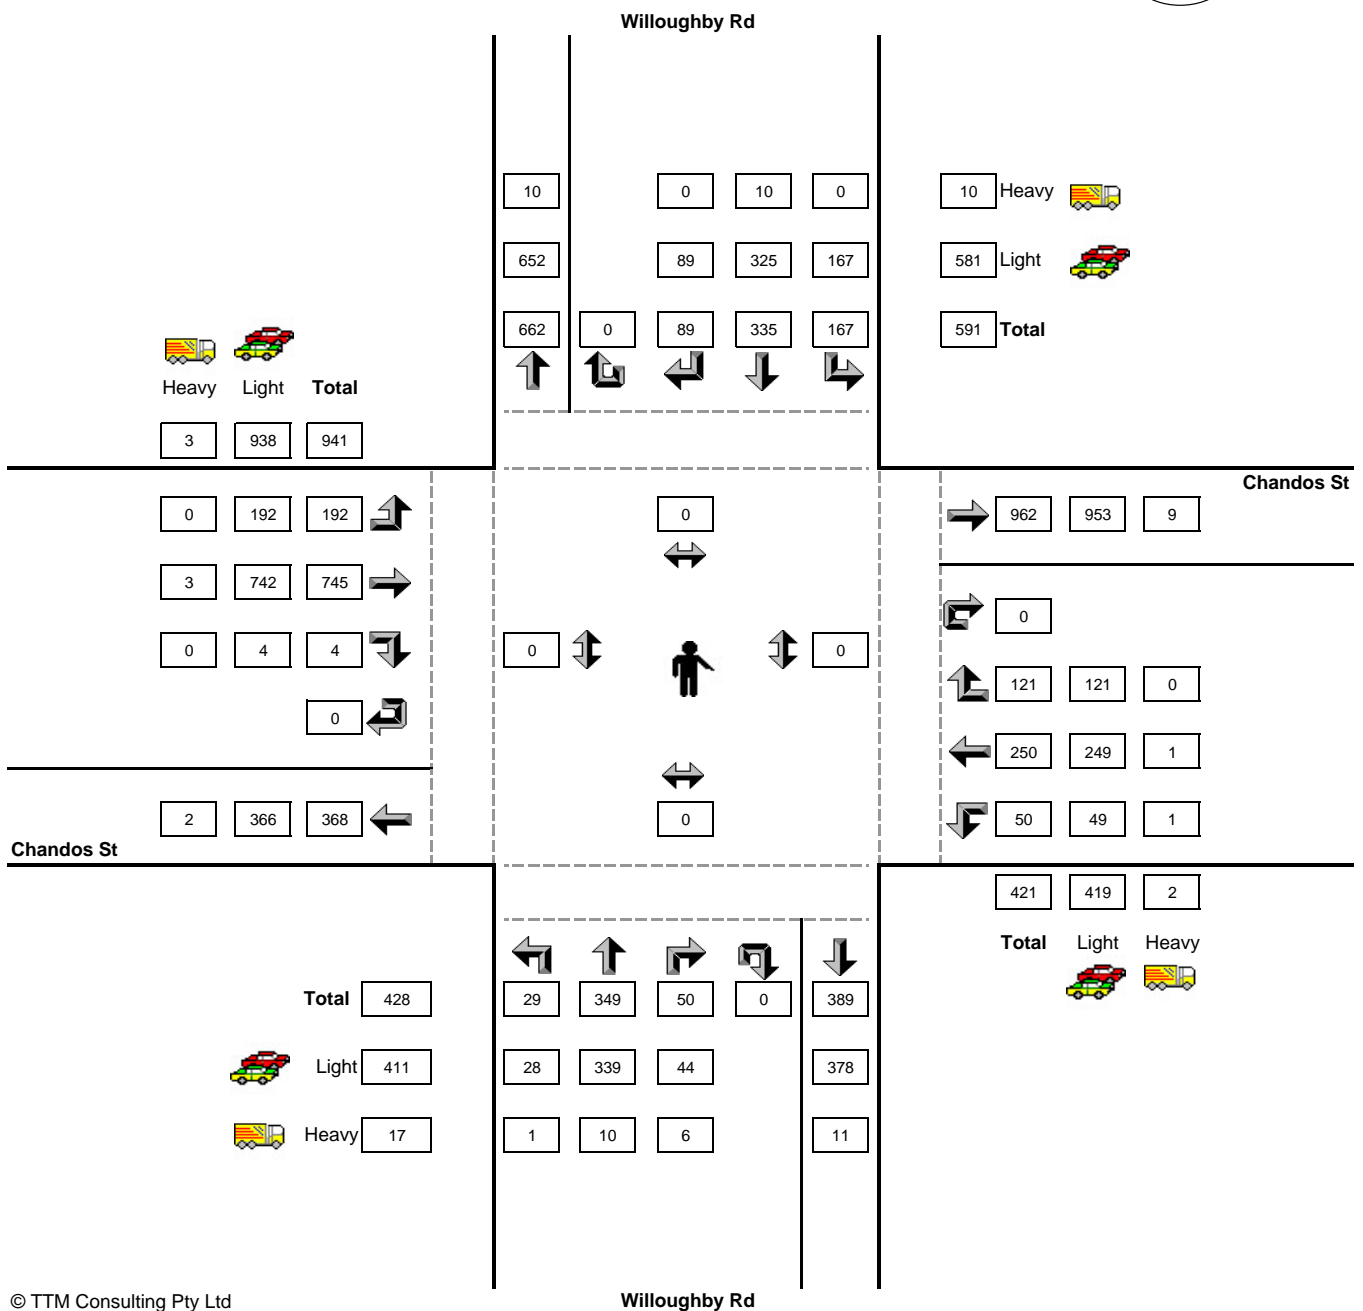 Willoughby Rd
10 0 10 0 10 Heavy
652 89 325 167 581 Light
662 0 89 335 167 591 Total
Heavy Light Total
3 938 941
Chandos St
0 192 192 0 962 953 9
3 742 745
0
0 4 4 0 0
121 121 0
0
250 249 1
2 366 368 0 50 49 1
Chandos St
421 419 2
Total Light Heavy
Total 428 29 349 50 0 389
Light 411 28 339 44 378
Heavy 17 1 10 6 11
© TTM Consulting Pty Ltd Willoughby Rd